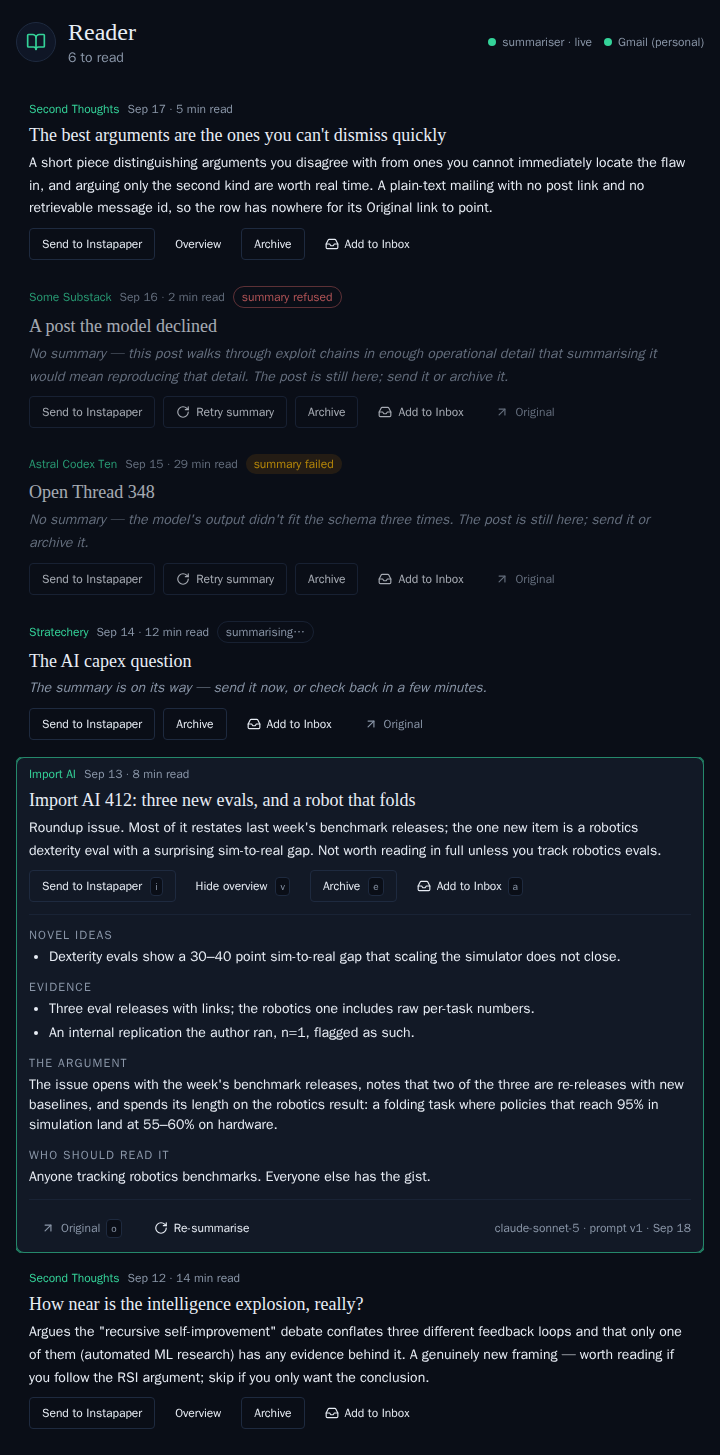 Reader
6 to read
summariser · live
Gmail (personal)
Second Thoughts Sep 17 · 5 min read
The best arguments are the ones you can't dismiss quickly
A short piece distinguishing arguments you disagree with from ones you cannot immediately locate the flaw
in, and arguing only the second kind are worth real time. A plain-text mailing with no post link and no
retrievable message id, so the row has nowhere for its Original link to point.
Send to Instapaper Overview Archive Add to Inbox
Some Substack Sep 16 · 2 min read summary refused
A post the model declined
No summary — this post walks through exploit chains in enough operational detail that summarising it
would mean reproducing that detail. The post is still here; send it or archive it.
Send to Instapaper Retry summary Archive Add to Inbox Original
Astral Codex Ten Sep 15 · 29 min read summary failed
Open Thread 348
No summary — the model's output didn't fit the schema three times. The post is still here; send it or
archive it.
Send to Instapaper Retry summary Archive Add to Inbox Original
Stratechery Sep 14 · 12 min read summarising···
The AI capex question
The summary is on its way — send it now, or check back in a few minutes.
Send to Instapaper Archive Add to Inbox Original
Import AI Sep 13 · 8 min read
Import AI 412: three new evals, and a robot that folds
Roundup issue. Most of it restates last week's benchmark releases; the one new item is a robotics
dexterity eval with a surprising sim-to-real gap. Not worth reading in full unless you track robotics evals.
Send to Instapaper i Hide overview v Archive e Add to Inbox a
NOVEL IDEAS
• Dexterity evals show a 30–40 point sim-to-real gap that scaling the simulator does not close.
EVIDENCE
• Three eval releases with links; the robotics one includes raw per-task numbers.
• An internal replication the author ran, n=1, flagged as such.
THE ARGUMENT
The issue opens with the week's benchmark releases, notes that two of the three are re-releases with new
baselines, and spends its length on the robotics result: a folding task where policies that reach 95% in
simulation land at 55–60% on hardware.
WHO SHOULD READ IT
Anyone tracking robotics benchmarks. Everyone else has the gist.
Original o Re-summarise claude-sonnet-5 · prompt v1 · Sep 18
Second Thoughts Sep 12 · 14 min read
How near is the intelligence explosion, really?
Argues the "recursive self-improvement" debate conflates three different feedback loops and that only one
of them (automated ML research) has any evidence behind it. A genuinely new framing — worth reading if
you follow the RSI argument; skip if you only want the conclusion.
Send to Instapaper Overview Archive Add to Inbox